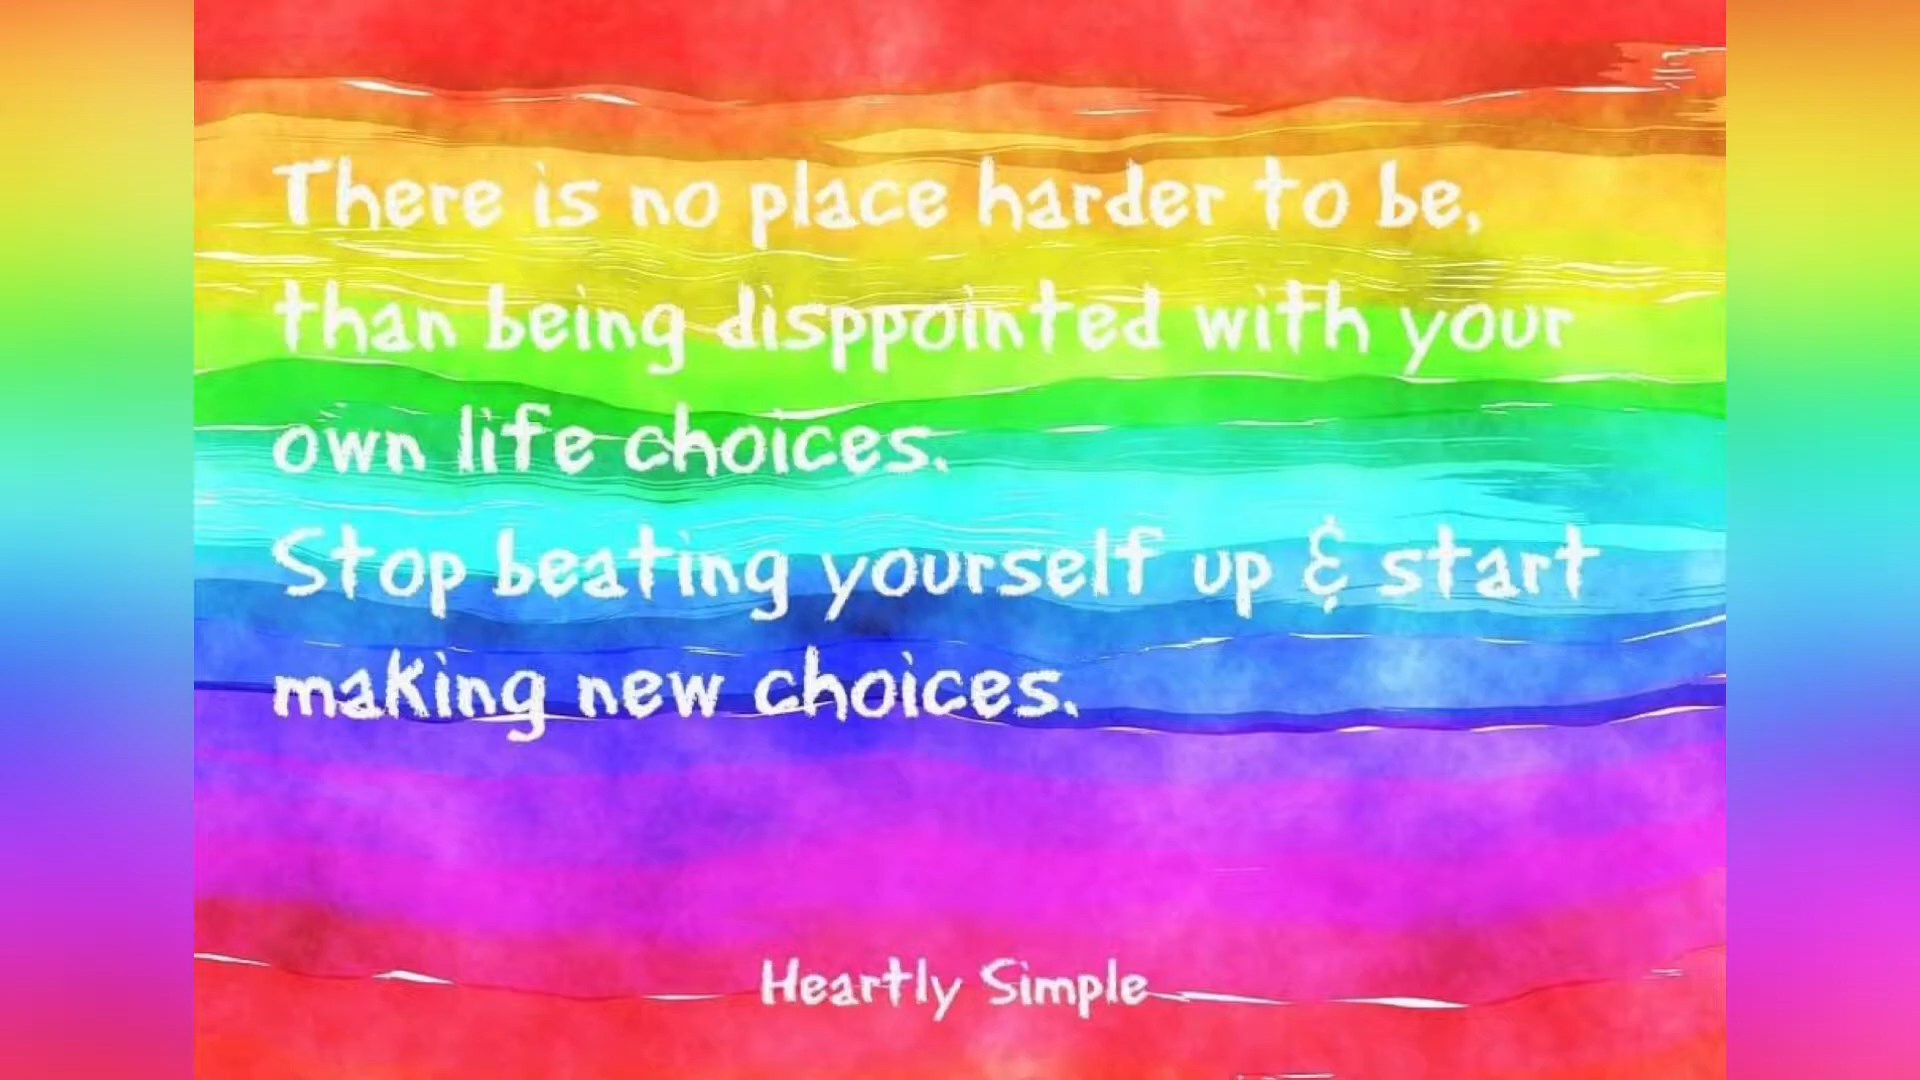 There is no place harder to be,
than being disppointed with your
own life choices.
Stop beating yourself up & start
making new choices.
Heartly Simple